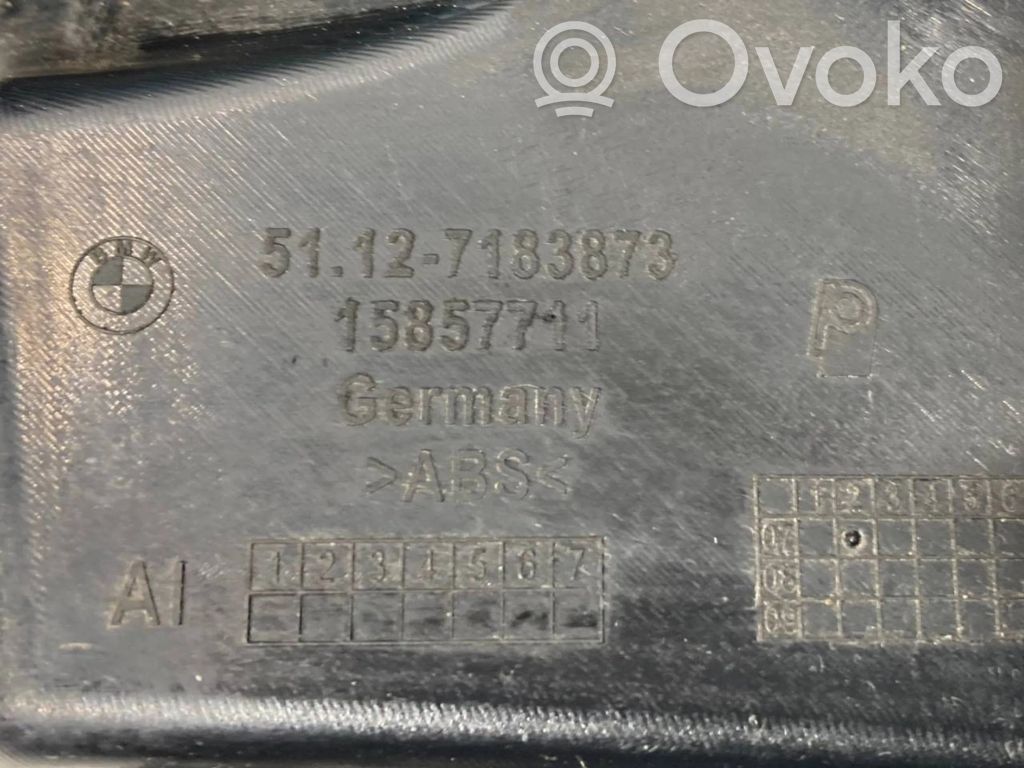 Ovoko
BMW
51.12-7183873
15857711
P
Germany
>ABS<
1 2 3 4 5 6
07
08
09
AI
1 2 3 4 5 6 7